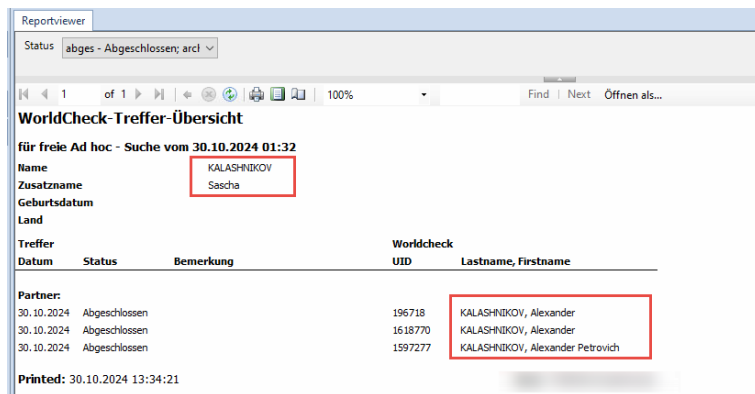 Reportviewer
Status abges - Abgeschlossen; arcl
1 of 1 100% Find | Next Öffnen als...
WorldCheck-Treffer-Übersicht
für freie Ad hoc - Suche vom 30.10.2024 01:32
Name KALASHNIKOV
Zusatzname Sascha
Geburtsdatum
Land
Treffer Worldcheck
Datum Status Bemerkung UID Lastname, Firstname
Partner:
30.10.2024 Abgeschlossen 196718 KALASHNIKOV, Alexander
30.10.2024 Abgeschlossen 1618770 KALASHNIKOV, Alexander
30.10.2024 Abgeschlossen 1597277 KALASHNIKOV, Alexander Petrovich
Printed: 30.10.2024 13:34:21